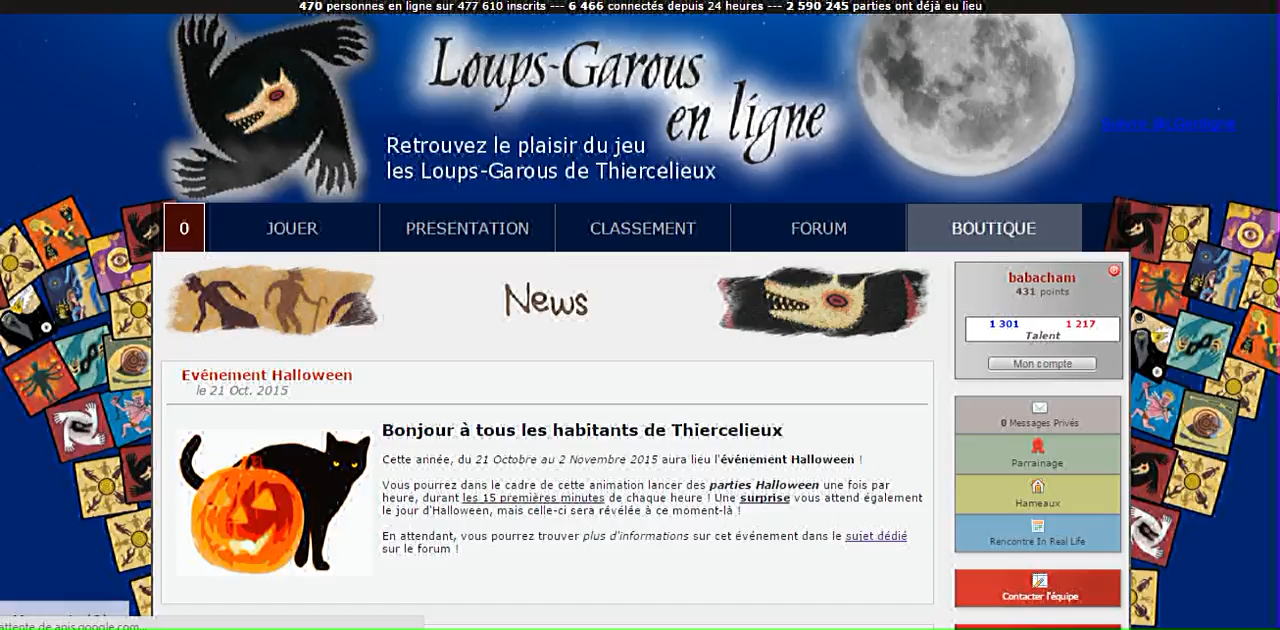 470 personnes en ligne sur 477 610 inscrits --- 6 466 connectés depuis 24 heures --- 2 590 245 parties ont déjà eu lieu
Loups-Garous
en ligne
Retrouvez le plaisir du jeu
les Loups-Garous de Thiercelieux
0
JOUER
PRESENTATION
CLASSEMENT
FORUM
BOUTIQUE
News
babacham
431 points
1 301
1 217
Talent
Mon compte
Evénement Halloween
le 21 Oct. 2015
Bonjour à tous les habitants de Thiercelieux
Cette année, du 21 Octobre au 2 Novembre 2015 aura lieu l'événement Halloween !
Vous pourrez dans le cadre de cette animation lancer des parties Halloween une fois par
heure, durant les 15 premières minutes de chaque heure ! Une surprise vous attend également
le jour d'Halloween, mais celle-ci sera révélée à ce moment-là !
En attendant, vous pourrez trouver plus d'informations sur cet événement dans le sujet dédié
sur le forum !
0 Messages Privés
Parrainage
Hameaux
Rencontre In Real Life
Contacter l'équipe
attente de apis.google.com...